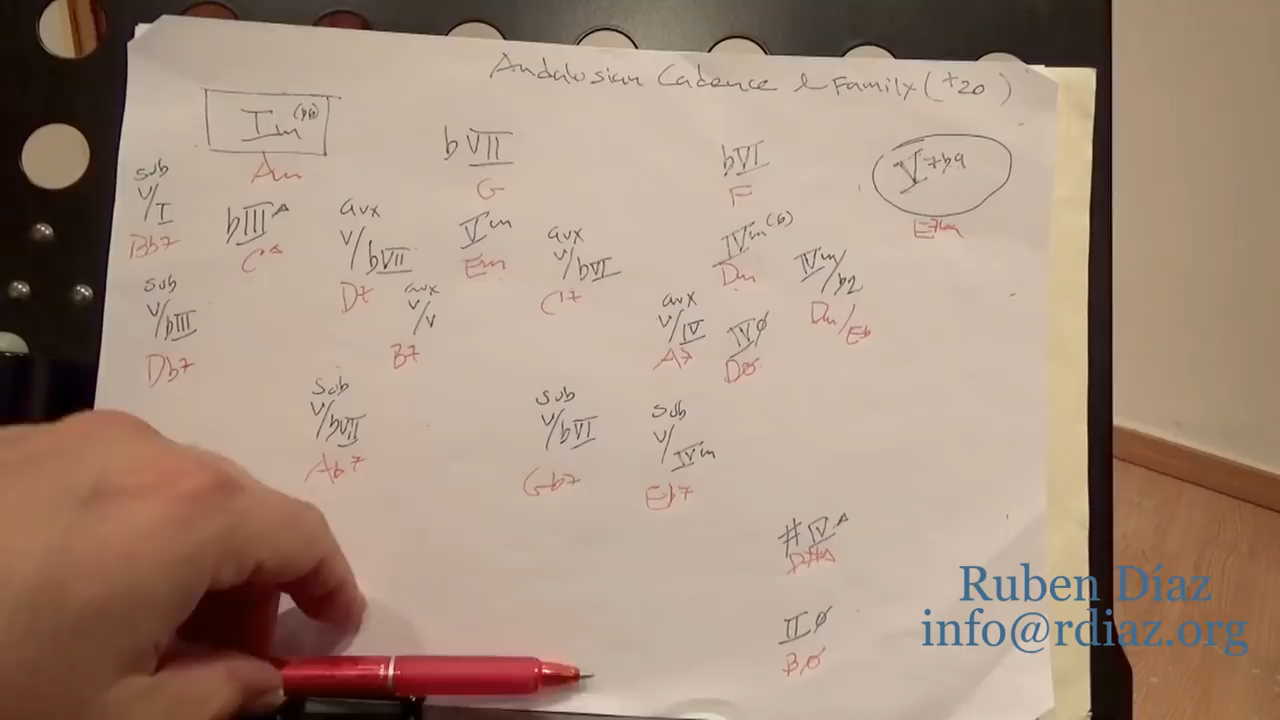 Andalusian Cadence & Family (+20)
Im(b6)
Am
bVII
G
bVI
F
V7b9
E7b9
sub
V/I
Bb7
bIIIΔ
CΔ
aux
V/bVII
D7
Vm
Em
aux
V/bVI
C7
IVm(6)
Dm
IVm/b2
Dm/Eb
sub
V/bIII
Db7
aux
V/V
B7
aux
V/IV
A7
IVø
Dø
sub
V/bVII
Ab7
sub
V/bVI
Gb7
sub
V/IVm
Eb7
#IVΔ
D#Δ
IIø
Bø
Ruben Díaz
info@rdiaz.org